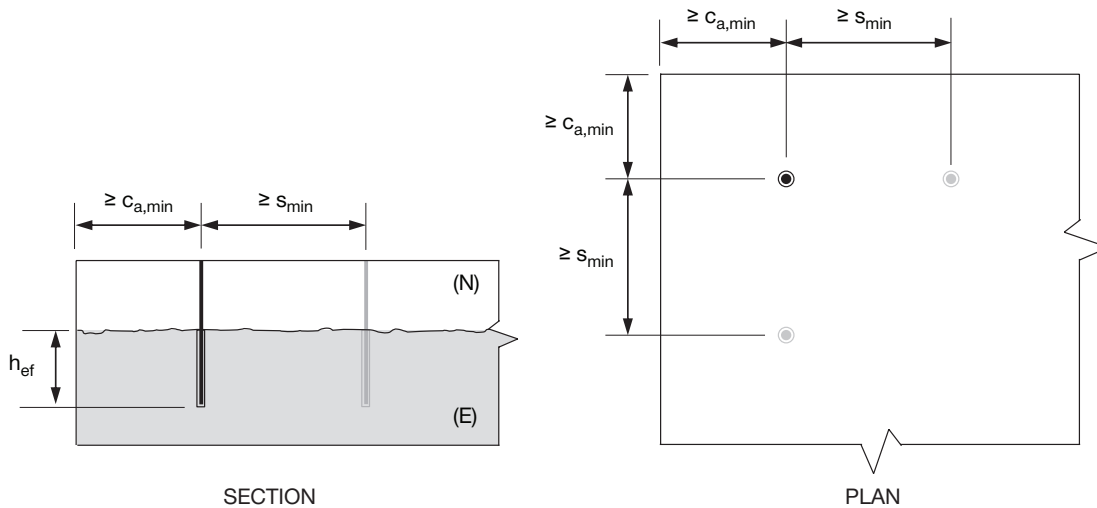 ≥ ca,min
≥ smin
hef
(N)
(E)
SECTION
≥ ca,min
≥ smin
≥ ca,min
≥ smin
PLAN